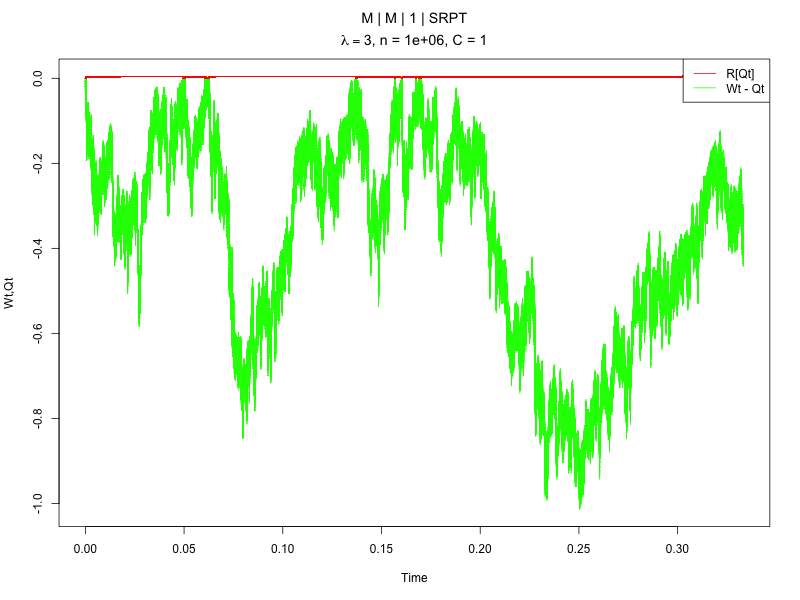 M | M | 1 | SRPT
λ = 3, n = 1e+06, C = 1
R[Qt]
Wt - Qt
Wt,Qt
0.0
-0.2
-0.4
-0.6
-0.8
-1.0
0.00 0.05 0.10 0.15 0.20 0.25 0.30
Time